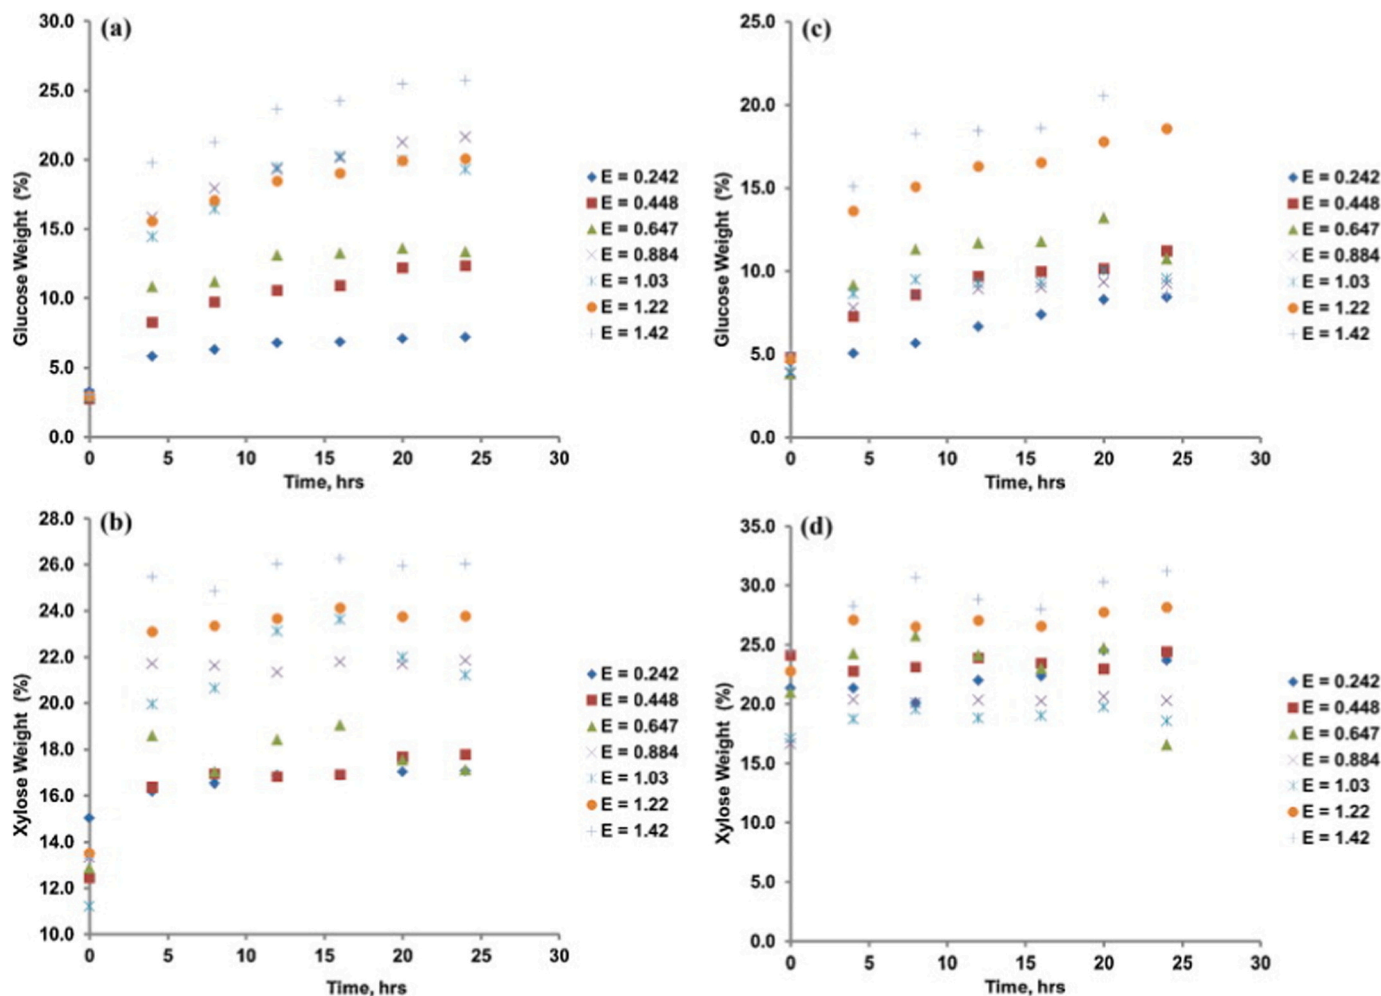 (a)
30.0
25.0
20.0
15.0
10.0
5.0
0.0
Glucose Weight (%)
0 5 10 15 20 25 30
Time, hrs
E = 0.242
E = 0.448
E = 0.647
E = 0.884
E = 1.03
E = 1.22
E = 1.42
(c)
25.0
20.0
15.0
10.0
5.0
0.0
Glucose Weight (%)
0 5 10 15 20 25 30
Time, hrs
E = 0.242
E = 0.448
E = 0.647
E = 0.884
E = 1.03
E = 1.22
E = 1.42
(b)
28.0
26.0
24.0
22.0
20.0
18.0
16.0
14.0
12.0
10.0
Xylose Weight (%)
0 5 10 15 20 25 30
Time, hrs
E = 0.242
E = 0.448
E = 0.647
E = 0.884
E = 1.03
E = 1.22
E = 1.42
(d)
35.0
30.0
25.0
20.0
15.0
10.0
5.0
0.0
Xylose Weight (%)
0 5 10 15 20 25 30
Time, hrs
E = 0.242
E = 0.448
E = 0.647
E = 0.884
E = 1.03
E = 1.22
E = 1.42